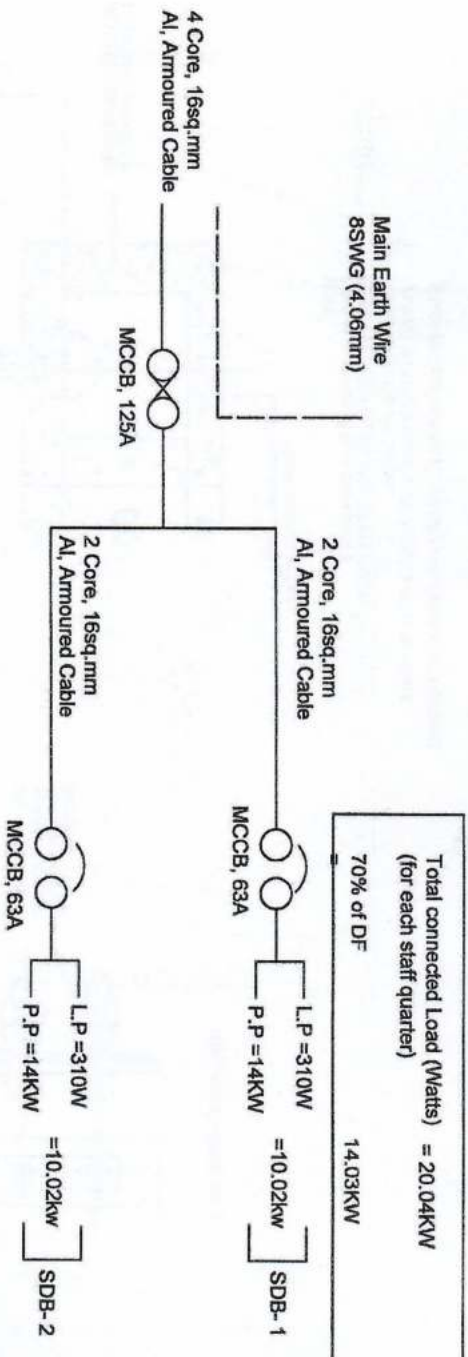 Main Earth Wire
8SWG (4.06mm)
4 Core, 16sq.mm
Al, Armoured Cable
MCCB, 125A
2 Core, 16sq.mm
Al, Armoured Cable
MCCB, 63A
L.P =310W
P.P =14KW
=10.02kw
SDB- 1
2 Core, 16sq.mm
Al, Armoured Cable
MCCB, 63A
L.P =310W
P.P =14KW
=10.02kw
SDB- 2
Total connected Load (Watts) = 20.04KW
(for each staff quarter)
70% of DF 14.03KW